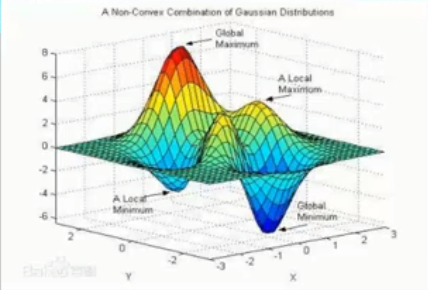 A Non-Convex Combination of Gaussian Distributions
Global
Maximum
A Local
Maximum
8
6
4
2
0
-2
-4
-6
A Local
Minimum
Global
Minimum
2
0
-2
Y
-3
-2
-1
0
1
2
3
X